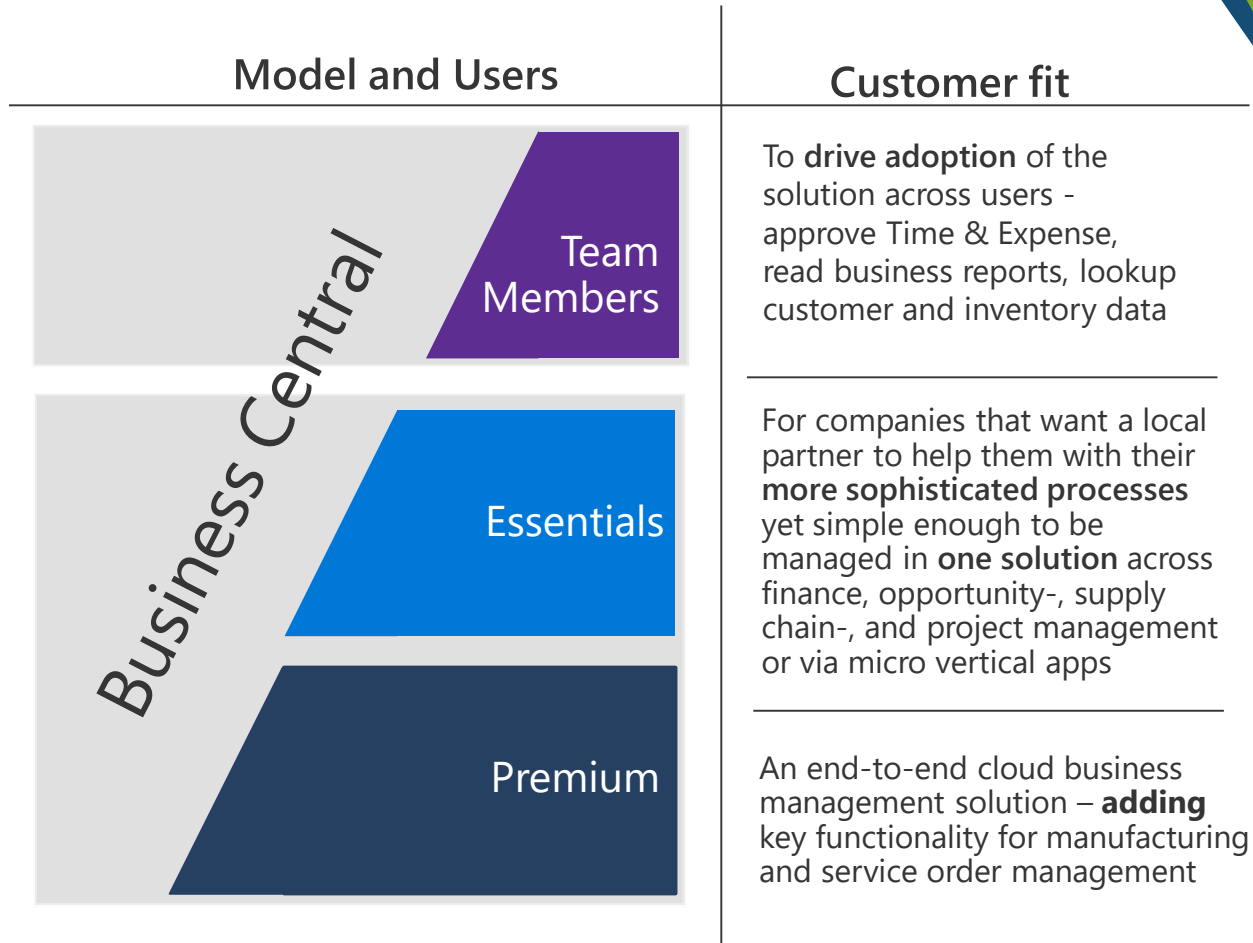 Model and Users
Customer fit
Business Central
Team
Members
To drive adoption of the
solution across users -
approve Time & Expense,
read business reports, lookup
customer and inventory data
Essentials
For companies that want a local
partner to help them with their
more sophisticated processes
yet simple enough to be
managed in one solution across
finance, opportunity-, supply
chain-, and project management
or via micro vertical apps
Premium
An end-to-end cloud business
management solution – adding
key functionality for manufacturing
and service order management